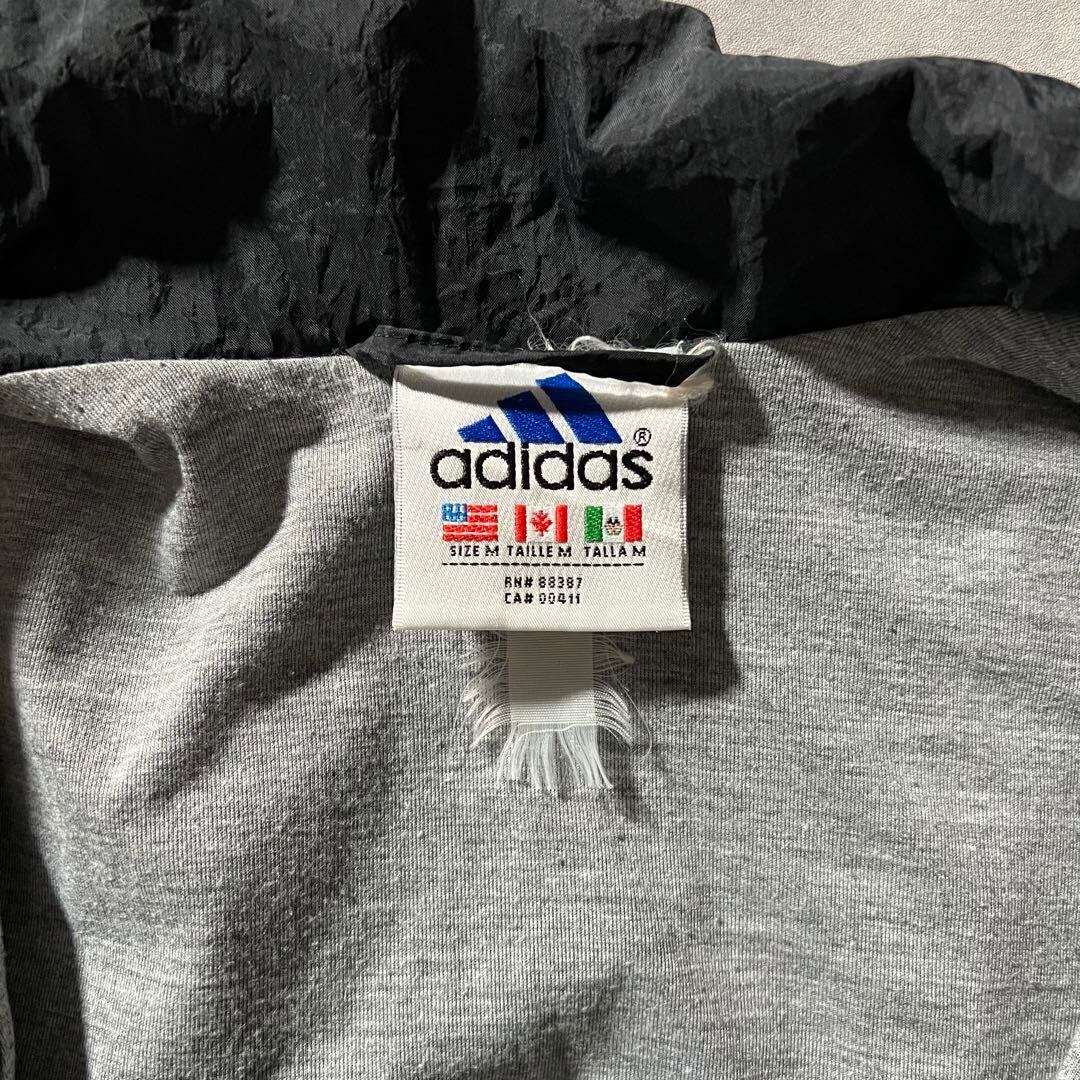 adidas®
SIZE M TAILLE M TALLA M
RN# 88387
CA# 00411